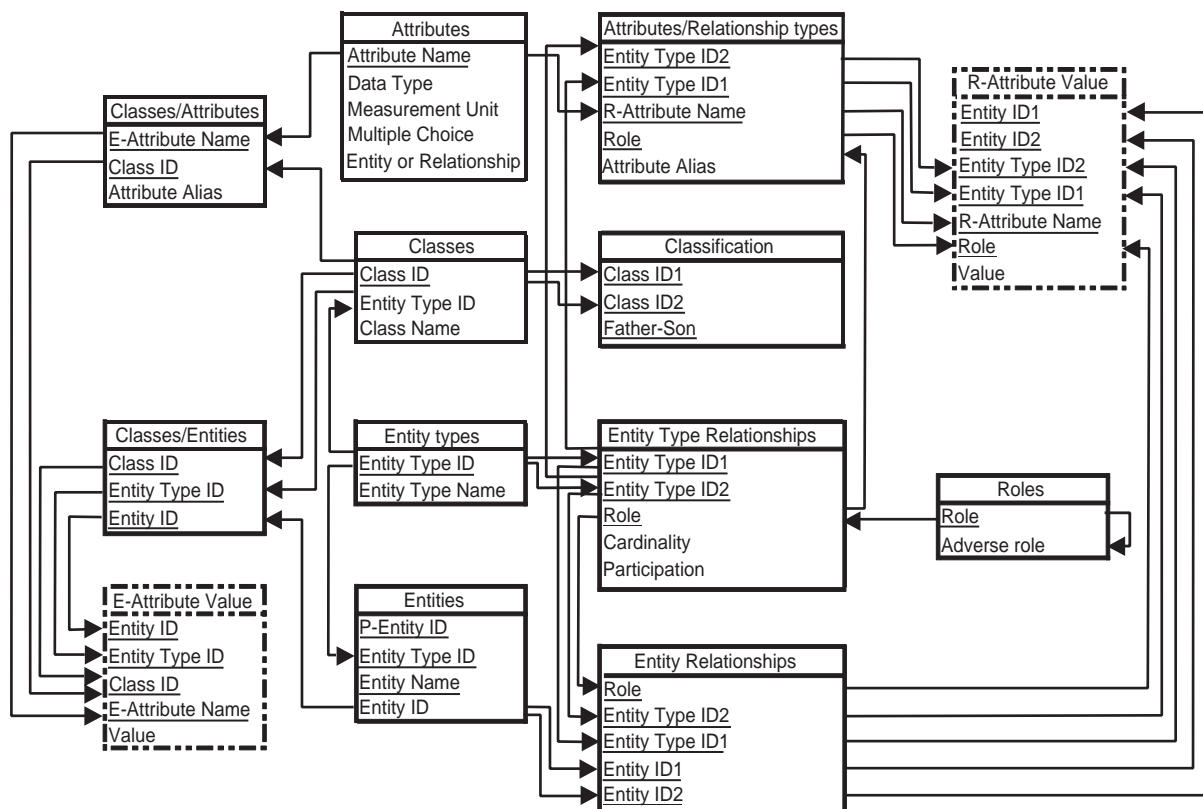 Attributes
Attribute Name
Data Type
Measurement Unit
Multiple Choice
Entity or Relationship
Attributes/Relationship types
Entity Type ID2
Entity Type ID1
R-Attribute Name
Role
Attribute Alias
R-Attribute Value
Entity ID1
Entity ID2
Entity Type ID2
Entity Type ID1
R-Attribute Name
Role
Value
Classes/Attributes
E-Attribute Name
Class ID
Attribute Alias
Classes
Class ID
Entity Type ID
Class Name
Classification
Class ID1
Class ID2
Father-Son
Classes/Entities
Class ID
Entity Type ID
Entity ID
Entity types
Entity Type ID
Entity Type Name
Entity Type Relationships
Entity Type ID1
Entity Type ID2
Role
Cardinality
Participation
Roles
Role
Adverse role
E-Attribute Value
Entity ID
Entity Type ID
Class ID
E-Attribute Name
Value
Entities
P-Entity ID
Entity Type ID
Entity Name
Entity ID
Entity Relationships
Role
Entity Type ID2
Entity Type ID1
Entity ID1
Entity ID2